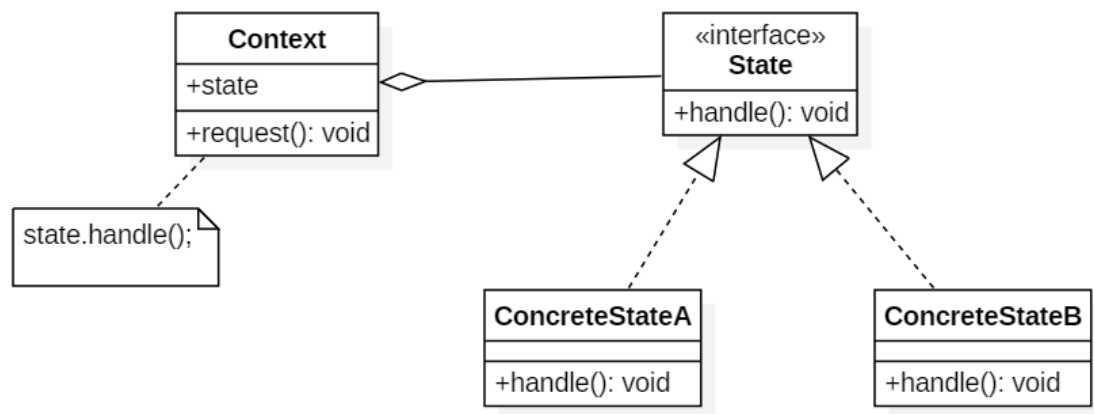 Context
+state
+request(): void
state.handle();
«interface»
State
+handle(): void
ConcreteStateA
+handle(): void
ConcreteStateB
+handle(): void